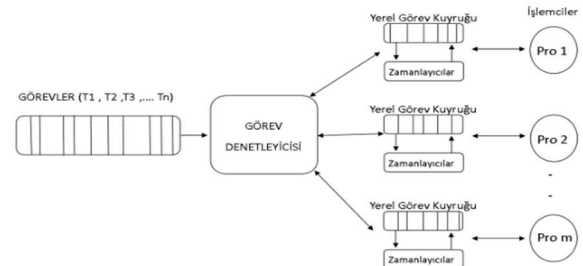 İşlemciler
Yerel Görev Kuyruğu
Pro 1
Zamanlayıcılar
GÖREVLER (T1 , T2 ,T3 ,.... Tn)
GÖREV
DENETLEYİCİSİ
Yerel Görev Kuyruğu
Pro 2
Zamanlayıcılar
-
-
Yerel Görev Kuyruğu
Pro m
Zamanlayıcılar